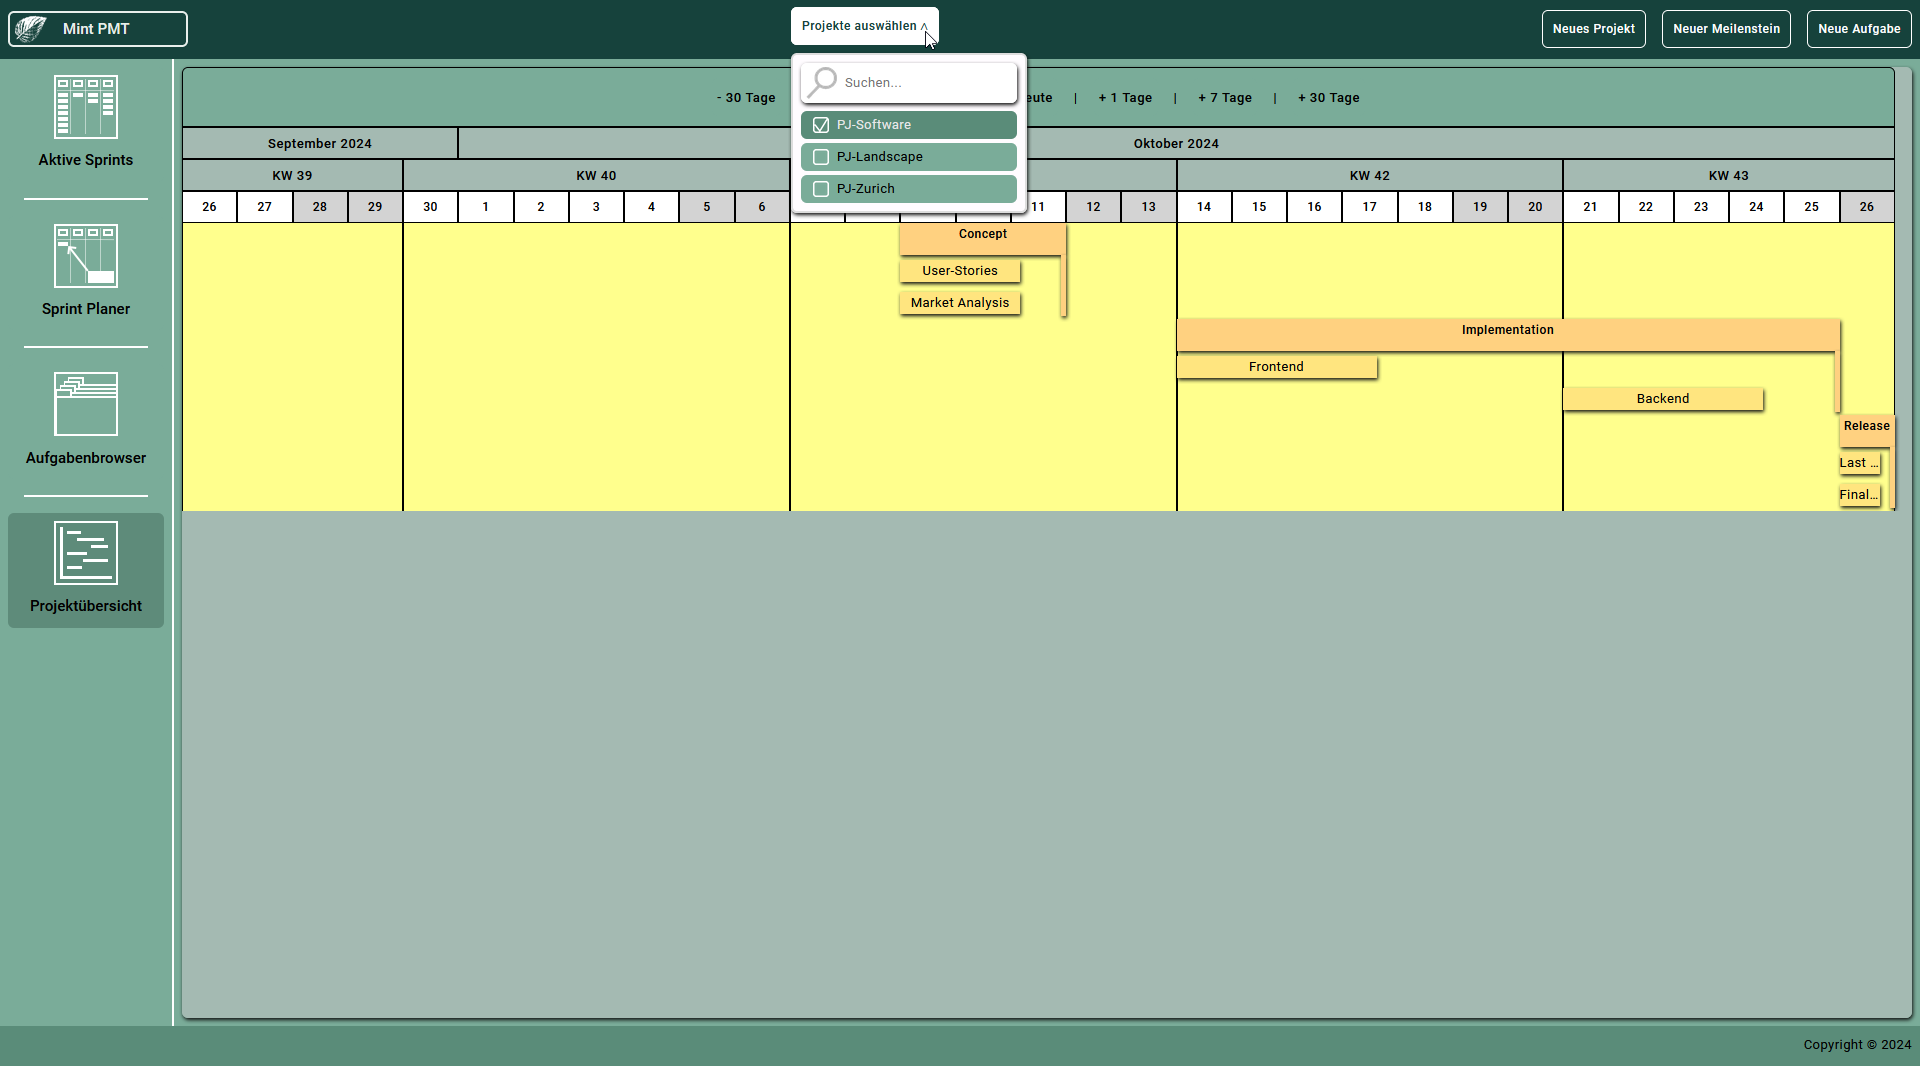 Mint PMT
Projekte auswählen ˄
Neues Projekt
Neuer Meilenstein
Neue Aufgabe
Suchen...
PJ-Software
PJ-Landscape
PJ-Zurich
Aktive Sprints
Sprint Planer
Aufgabenbrowser
Projektübersicht
- 30 Tage eute | + 1 Tage | + 7 Tage | + 30 Tage
September 2024 Oktober 2024
KW 39 KW 40 KW 42 KW 43
26 27 28 29 30 1 2 3 4 5 6 11 12 13 14 15 16 17 18 19 20 21 22 23 24 25 26
Concept
User-Stories
Market Analysis
Implementation
Frontend
Backend
Release
Last ...
Final...
Copyright © 2024